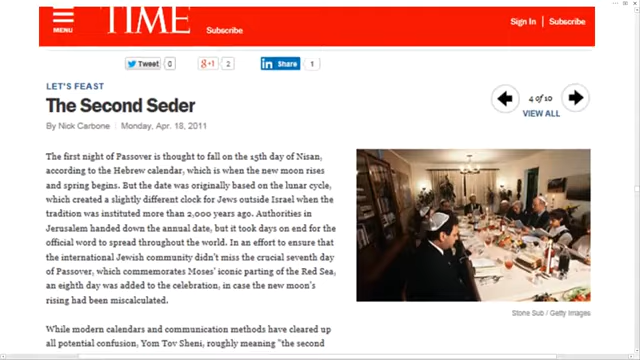 TIME
MENU
Subscribe
Sign In | Subscribe
Tweet 0
g+1 2
in Share 1
LET'S FEAST
The Second Seder
By Nick Carbone | Monday, Apr. 18, 2011
4 of 10
VIEW ALL
The first night of Passover is thought to fall on the 15th day of Nisan,
according to the Hebrew calendar, which is when the new moon rises
and spring begins. But the date was originally based on the lunar cycle,
which created a slightly different clock for Jews outside Israel when the
tradition was instituted more than 2,000 years ago. Authorities in
Jerusalem handed down the annual date, but it took days on end for the
official word to spread throughout the world. In an effort to ensure that
the international Jewish community didn't miss the crucial seventh day
of Passover, which commemorates Moses' iconic parting of the Red Sea,
an eighth day was added to the celebration, in case the new moon's
rising had been miscalculated.
Stone Sub / Getty Images
While modern calendars and communication methods have cleared up
all potential confusion, Yom Tov Sheni, roughly meaning "the second